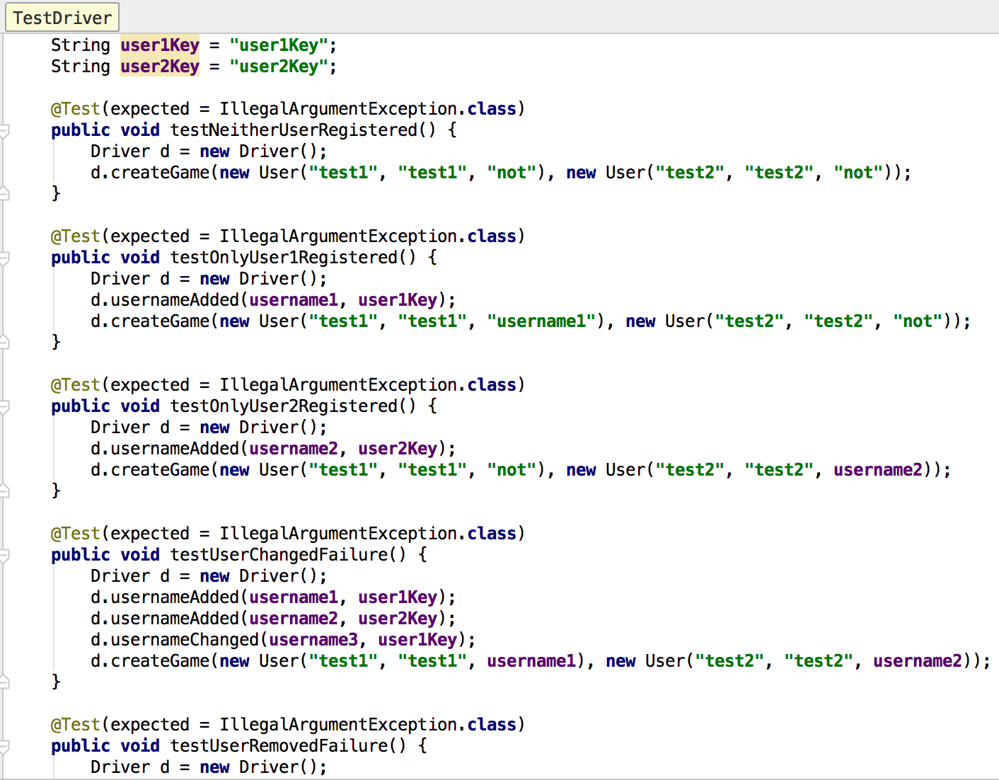 TestDriver
String user1Key = "user1Key";
String user2Key = "user2Key";
@Test(expected = IllegalArgumentException.class)
public void testNeitherUserRegistered() {
Driver d = new Driver();
d.createGame(new User("test1", "test1", "not"), new User("test2", "test2", "not"));
}
@Test(expected = IllegalArgumentException.class)
public void testOnlyUser1Registered() {
Driver d = new Driver();
d.usernameAdded(username1, user1Key);
d.createGame(new User("test1", "test1", "username1"), new User("test2", "test2", "not"));
}
@Test(expected = IllegalArgumentException.class)
public void testOnlyUser2Registered() {
Driver d = new Driver();
d.usernameAdded(username2, user2Key);
d.createGame(new User("test1", "test1", "not"), new User("test2", "test2", username2));
}
@Test(expected = IllegalArgumentException.class)
public void testUserChangedFailure() {
Driver d = new Driver();
d.usernameAdded(username1, user1Key);
d.usernameAdded(username2, user2Key);
d.usernameChanged(username3, user1Key);
d.createGame(new User("test1", "test1", username1), new User("test2", "test2", username2));
}
@Test(expected = IllegalArgumentException.class)
public void testUserRemovedFailure() {
Driver d = new Driver();